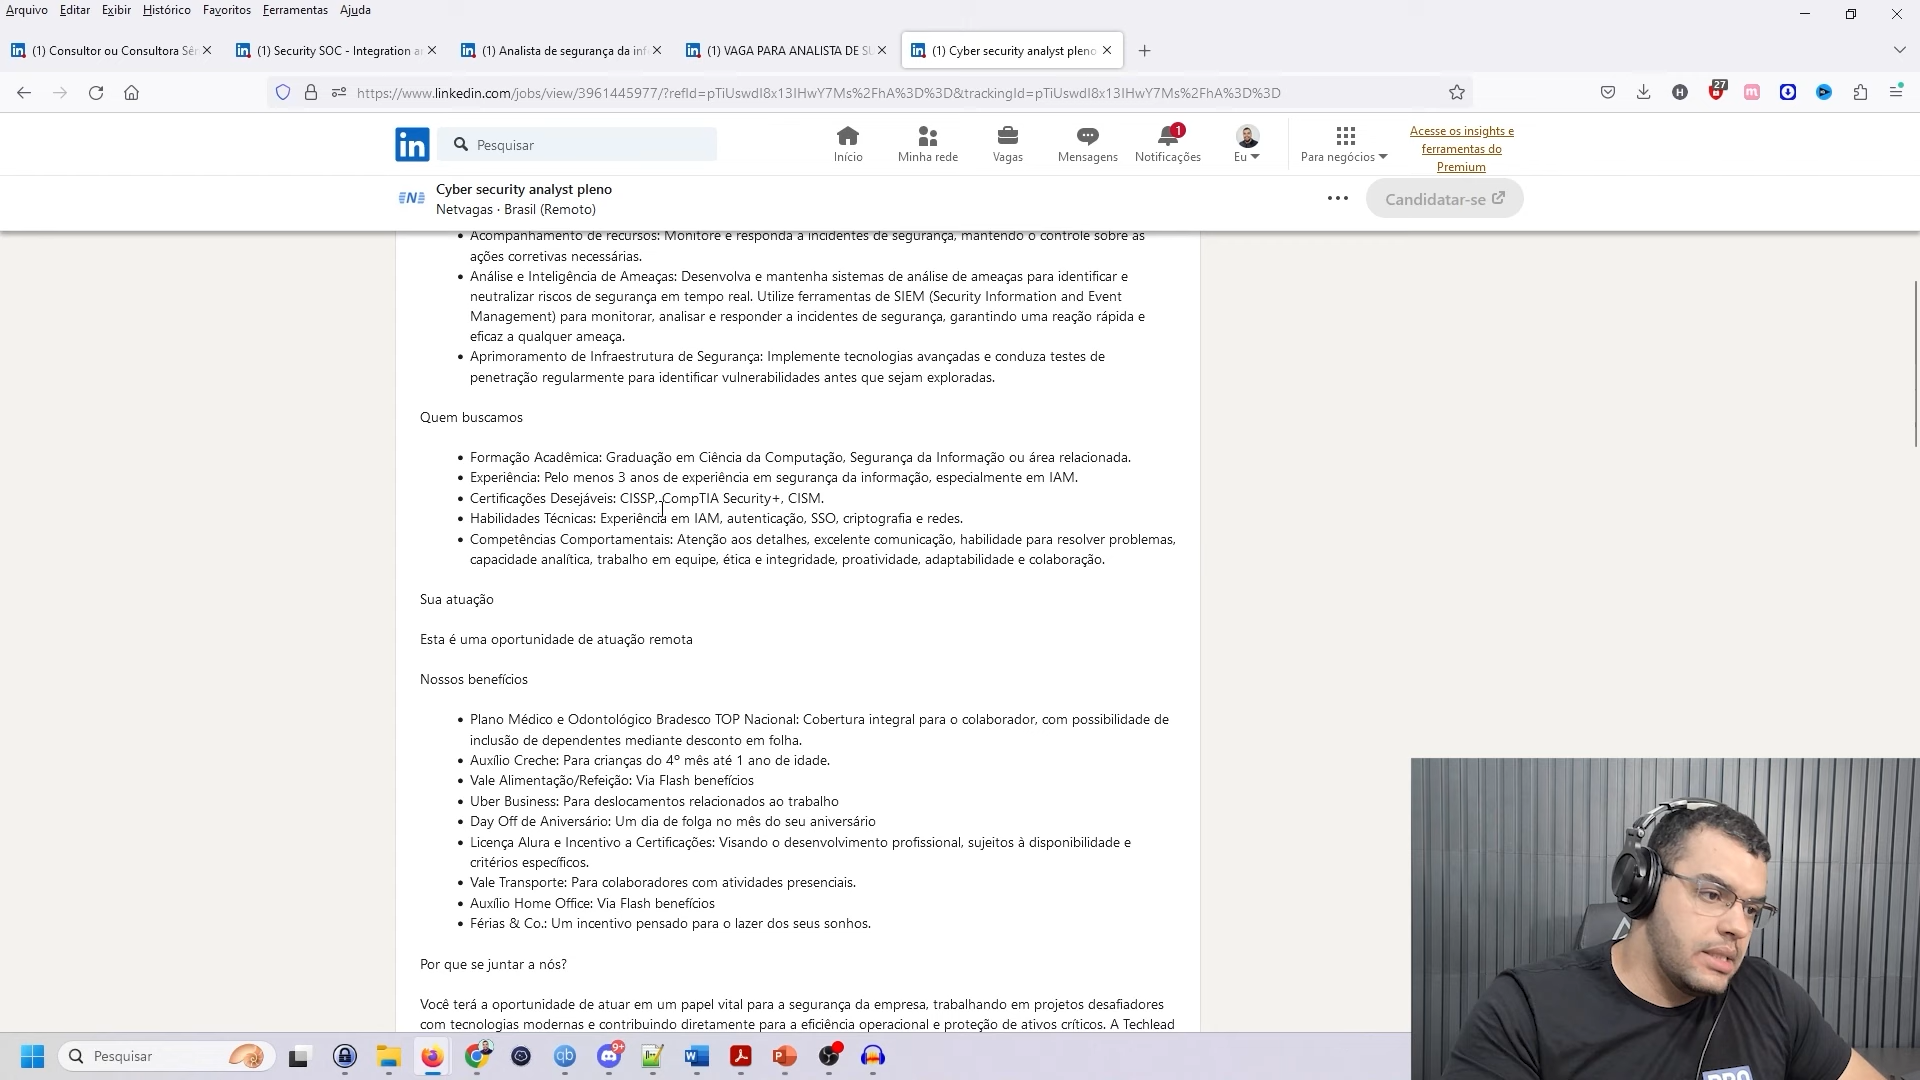 Arquivo Editar Exibir Histórico Favoritos Ferramentas Ajuda
(1) Consultor ou Consultora Sên
(1) Security SOC - Integration a
(1) Analista de segurança da inf
(1) VAGA PARA ANALISTA DE S
(1) Cyber security analyst pleno
https://www.linkedin.com/jobs/view/3961445977/?refId=pTiUswdI8x13IHwY7Ms%2FhA%3D%3D&trackingId=pTiUswdI8x13IHwY7Ms%2FhA%3D%3D
27
in
Pesquisar
Início
Minha rede
Vagas
Mensagens
1
Notificações
Eu
Para negócios
Acesse os insights e
ferramentas do
Premium
N
Cyber security analyst pleno
Netvagas · Brasil (Remoto)
Candidatar-se
• Acompanhamento de recursos: Monitore e responda a incidentes de segurança, mantendo o controle sobre as
ações corretivas necessárias.
• Análise e Inteligência de Ameaças: Desenvolva e mantenha sistemas de análise de ameaças para identificar e
neutralizar riscos de segurança em tempo real. Utilize ferramentas de SIEM (Security Information and Event
Management) para monitorar, analisar e responder a incidentes de segurança, garantindo uma reação rápida e
eficaz a qualquer ameaça.
• Aprimoramento de Infraestrutura de Segurança: Implemente tecnologias avançadas e conduza testes de
penetração regularmente para identificar vulnerabilidades antes que sejam exploradas.
Quem buscamos
• Formação Acadêmica: Graduação em Ciência da Computação, Segurança da Informação ou área relacionada.
• Experiência: Pelo menos 3 anos de experiência em segurança da informação, especialmente em IAM.
• Certificações Desejáveis: CISSP, CompTIA Security+, CISM.
• Habilidades Técnicas: Experiência em IAM, autenticação, SSO, criptografia e redes.
• Competências Comportamentais: Atenção aos detalhes, excelente comunicação, habilidade para resolver problemas,
capacidade analítica, trabalho em equipe, ética e integridade, proatividade, adaptabilidade e colaboração.
Sua atuação
Esta é uma oportunidade de atuação remota
Nossos benefícios
• Plano Médico e Odontológico Bradesco TOP Nacional: Cobertura integral para o colaborador, com possibilidade de
inclusão de dependentes mediante desconto em folha.
• Auxílio Creche: Para crianças do 4º mês até 1 ano de idade.
• Vale Alimentação/Refeição: Via Flash benefícios
• Uber Business: Para deslocamentos relacionados ao trabalho
• Day Off de Aniversário: Um dia de folga no mês do seu aniversário
• Licença Alura e Incentivo a Certificações: Visando o desenvolvimento profissional, sujeitos à disponibilidade e
critérios específicos.
• Vale Transporte: Para colaboradores com atividades presenciais.
• Auxílio Home Office: Via Flash benefícios
• Férias & Co.: Um incentivo pensado para o lazer dos seus sonhos.
Por que se juntar a nós?
Você terá a oportunidade de atuar em um papel vital para a segurança da empresa, trabalhando em projetos desafiadores
com tecnologias modernas e contribuindo diretamente para a eficiência operacional e proteção de ativos críticos. A Techlead
Pesquisar
qb
9+